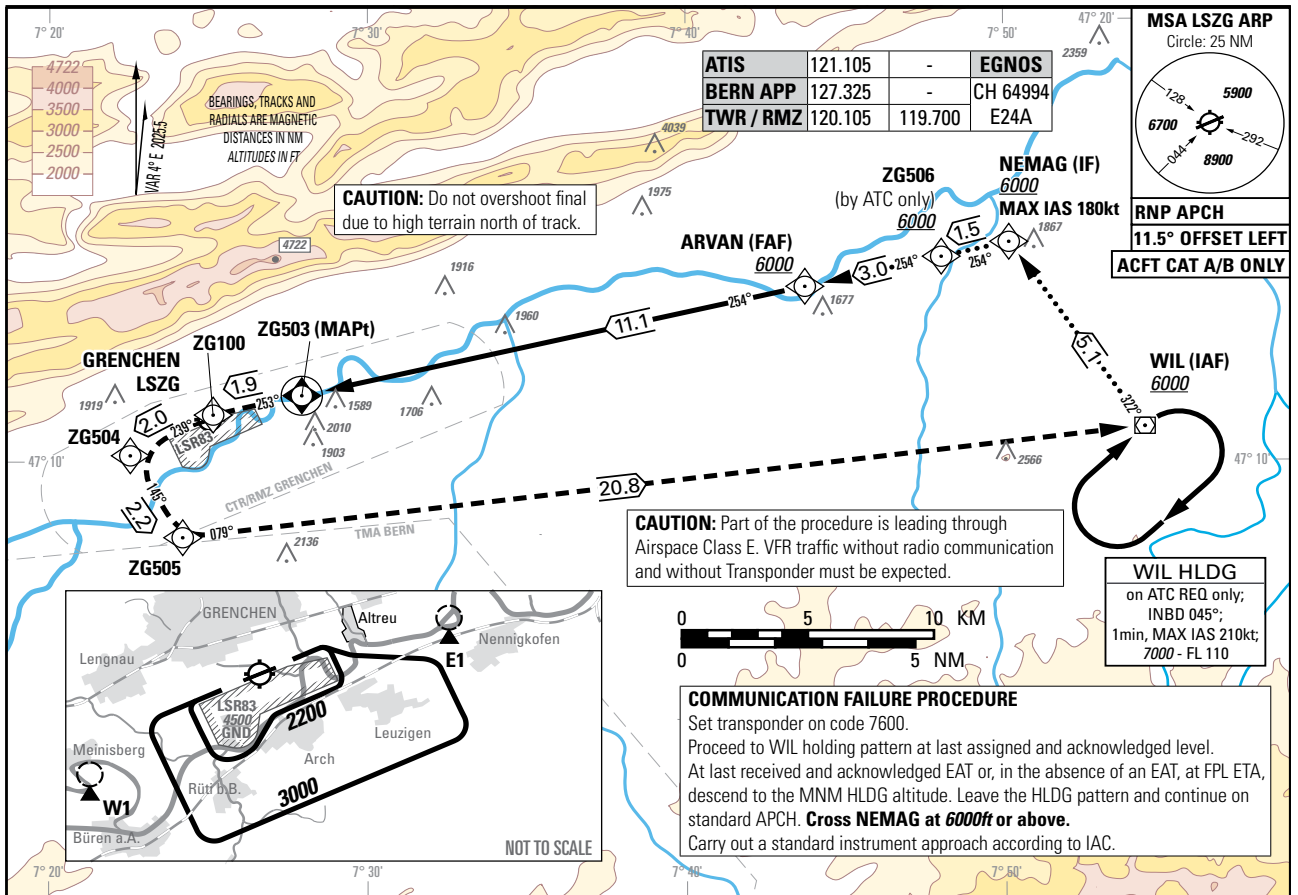 7° 20'
7° 30'
7° 40'
7° 50'
47° 20'
4722
4000
3500
3000
2500
2000
VAR 4° E 2025.5
BEARINGS, TRACKS AND
RADIALS ARE MAGNETIC
DISTANCES IN NM
ALTITUDES IN FT
ATIS 121.105 - EGNOS
BERN APP 127.325 - CH 64994
TWR / RMZ 120.105 119.700 E24A
MSA LSZG ARP
Circle: 25 NM
128
5900
6700
292
044
8900
RNP APCH
11.5° OFFSET LEFT
ACFT CAT A/B ONLY
2359
4039
1975
CAUTION: Do not overshoot final
due to high terrain north of track.
4722
1916
1960
ZG506
(by ATC only)
6000
NEMAG (IF)
6000
MAX IAS 180kt
1867
1.5
254°
ARVAN (FAF)
6000
3.0
254°
1677
254°
11.1
5.1
322°
WIL (IAF)
6000
ZG503 (MAPt)
ZG100
GRENCHEN
LSZG
1.9
253°
1919
2.0
239°
LSR83
1589
1706
2010
1903
ZG504
47° 10'
47° 10'
145°
2.2
CTR/RMZ GRENCHEN
20.8
2566
079°
TMA BERN
2136
ZG505
CAUTION: Part of the procedure is leading through
Airspace Class E. VFR traffic without radio communication
and without Transponder must be expected.
WIL HLDG
on ATC REQ only;
INBD 045°;
1min, MAX IAS 210kt;
7000 - FL 110
0 5 10 KM
0 5 NM
GRENCHEN
Altreu
Lengnau
E1
Nennigkofen
LSR83
4500
GND
2200
Leuzigen
Meinisberg
Arch
W1
Rüti b.B.
3000
Büren a.A.
NOT TO SCALE
COMMUNICATION FAILURE PROCEDURE
Set transponder on code 7600.
Proceed to WIL holding pattern at last assigned and acknowledged level.
At last received and acknowledged EAT or, in the absence of an EAT, at FPL ETA,
descend to the MNM HLDG altitude. Leave the HLDG pattern and continue on
standard APCH. Cross NEMAG at 6000ft or above.
Carry out a standard instrument approach according to IAC.
7° 20'
7° 30'
7° 40'
7° 50'